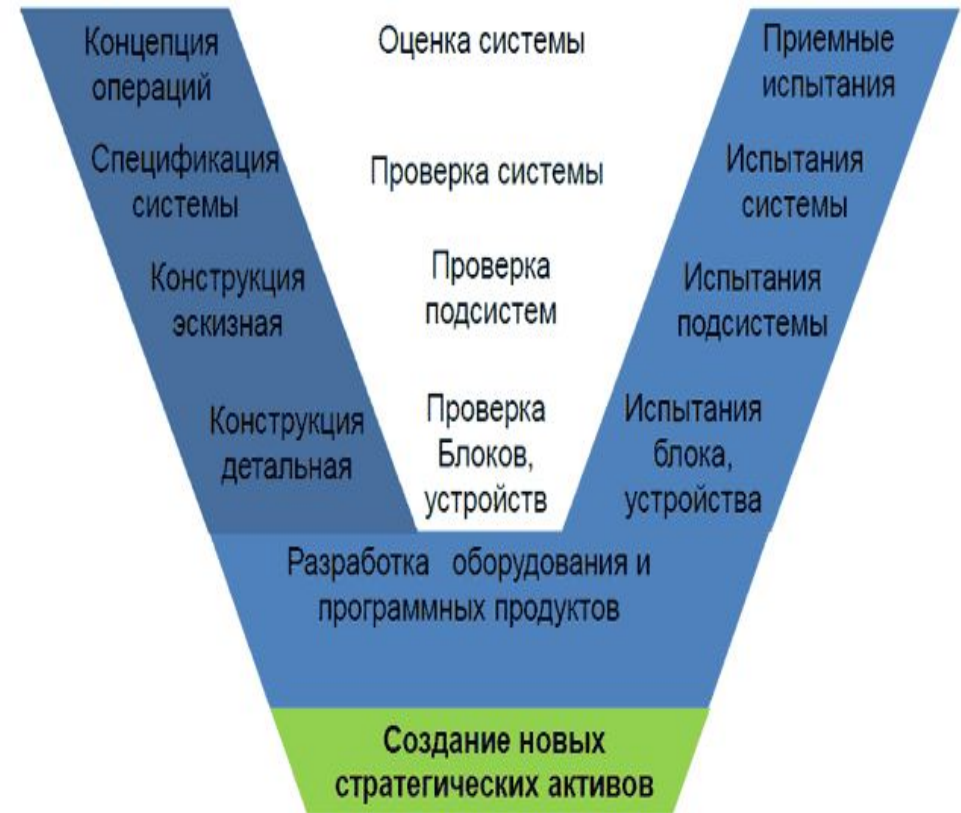 Концепция
операций
Оценка системы
Приемные
испытания
Спецификация
системы
Проверка системы
Испытания
системы
Конструкция
эскизная
Проверка
подсистем
Испытания
подсистемы
Конструкция
детальная
Проверка
Блоков,
устройств
Испытания
блока,
устройства
Разработка оборудования и
программных продуктов
Создание новых
стратегических активов